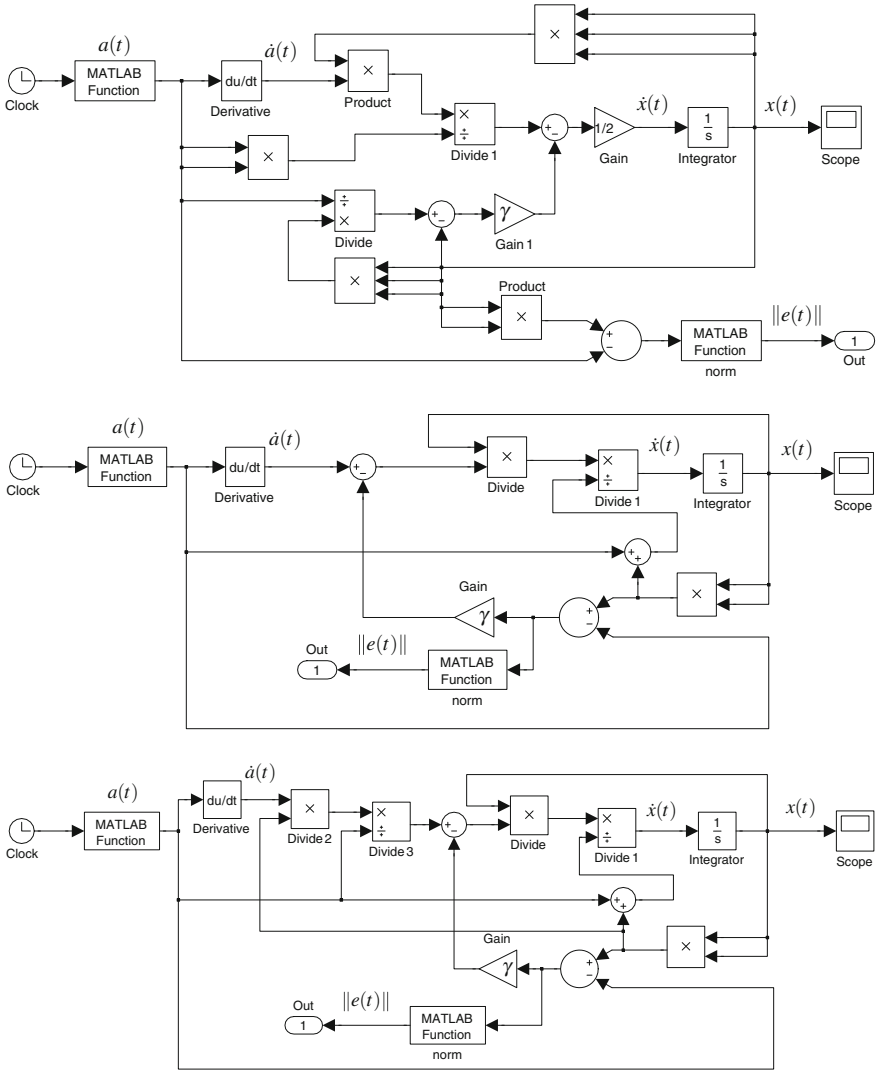 a(t)
ȧ(t)
×
Clock
MATLAB
Function
du/dt
Derivative
×
Product
×
÷
Divide 1
+
−
1/2
Gain
ẋ(t)
1
s
Integrator
x(t)
Scope
×
÷
×
Divide
+
−
γ
Gain 1
×
Product
×
+
−
MATLAB
Function
norm
||e(t)||
1
Out
a(t)
ȧ(t)
Clock
MATLAB
Function
du/dt
Derivative
+
−
×
Divide
×
÷
Divide 1
ẋ(t)
1
s
Integrator
x(t)
Scope
+
+
Gain
γ
+
−
×
Out
1
||e(t)||
MATLAB
Function
norm
a(t)
ȧ(t)
Clock
MATLAB
Function
du/dt
Derivative
×
Divide 2
×
÷
Divide 3
+
−
×
Divide
×
÷
Divide 1
ẋ(t)
1
s
Integrator
x(t)
Scope
+
+
Gain
γ
+
−
×
Out
1
||e(t)||
MATLAB
Function
norm